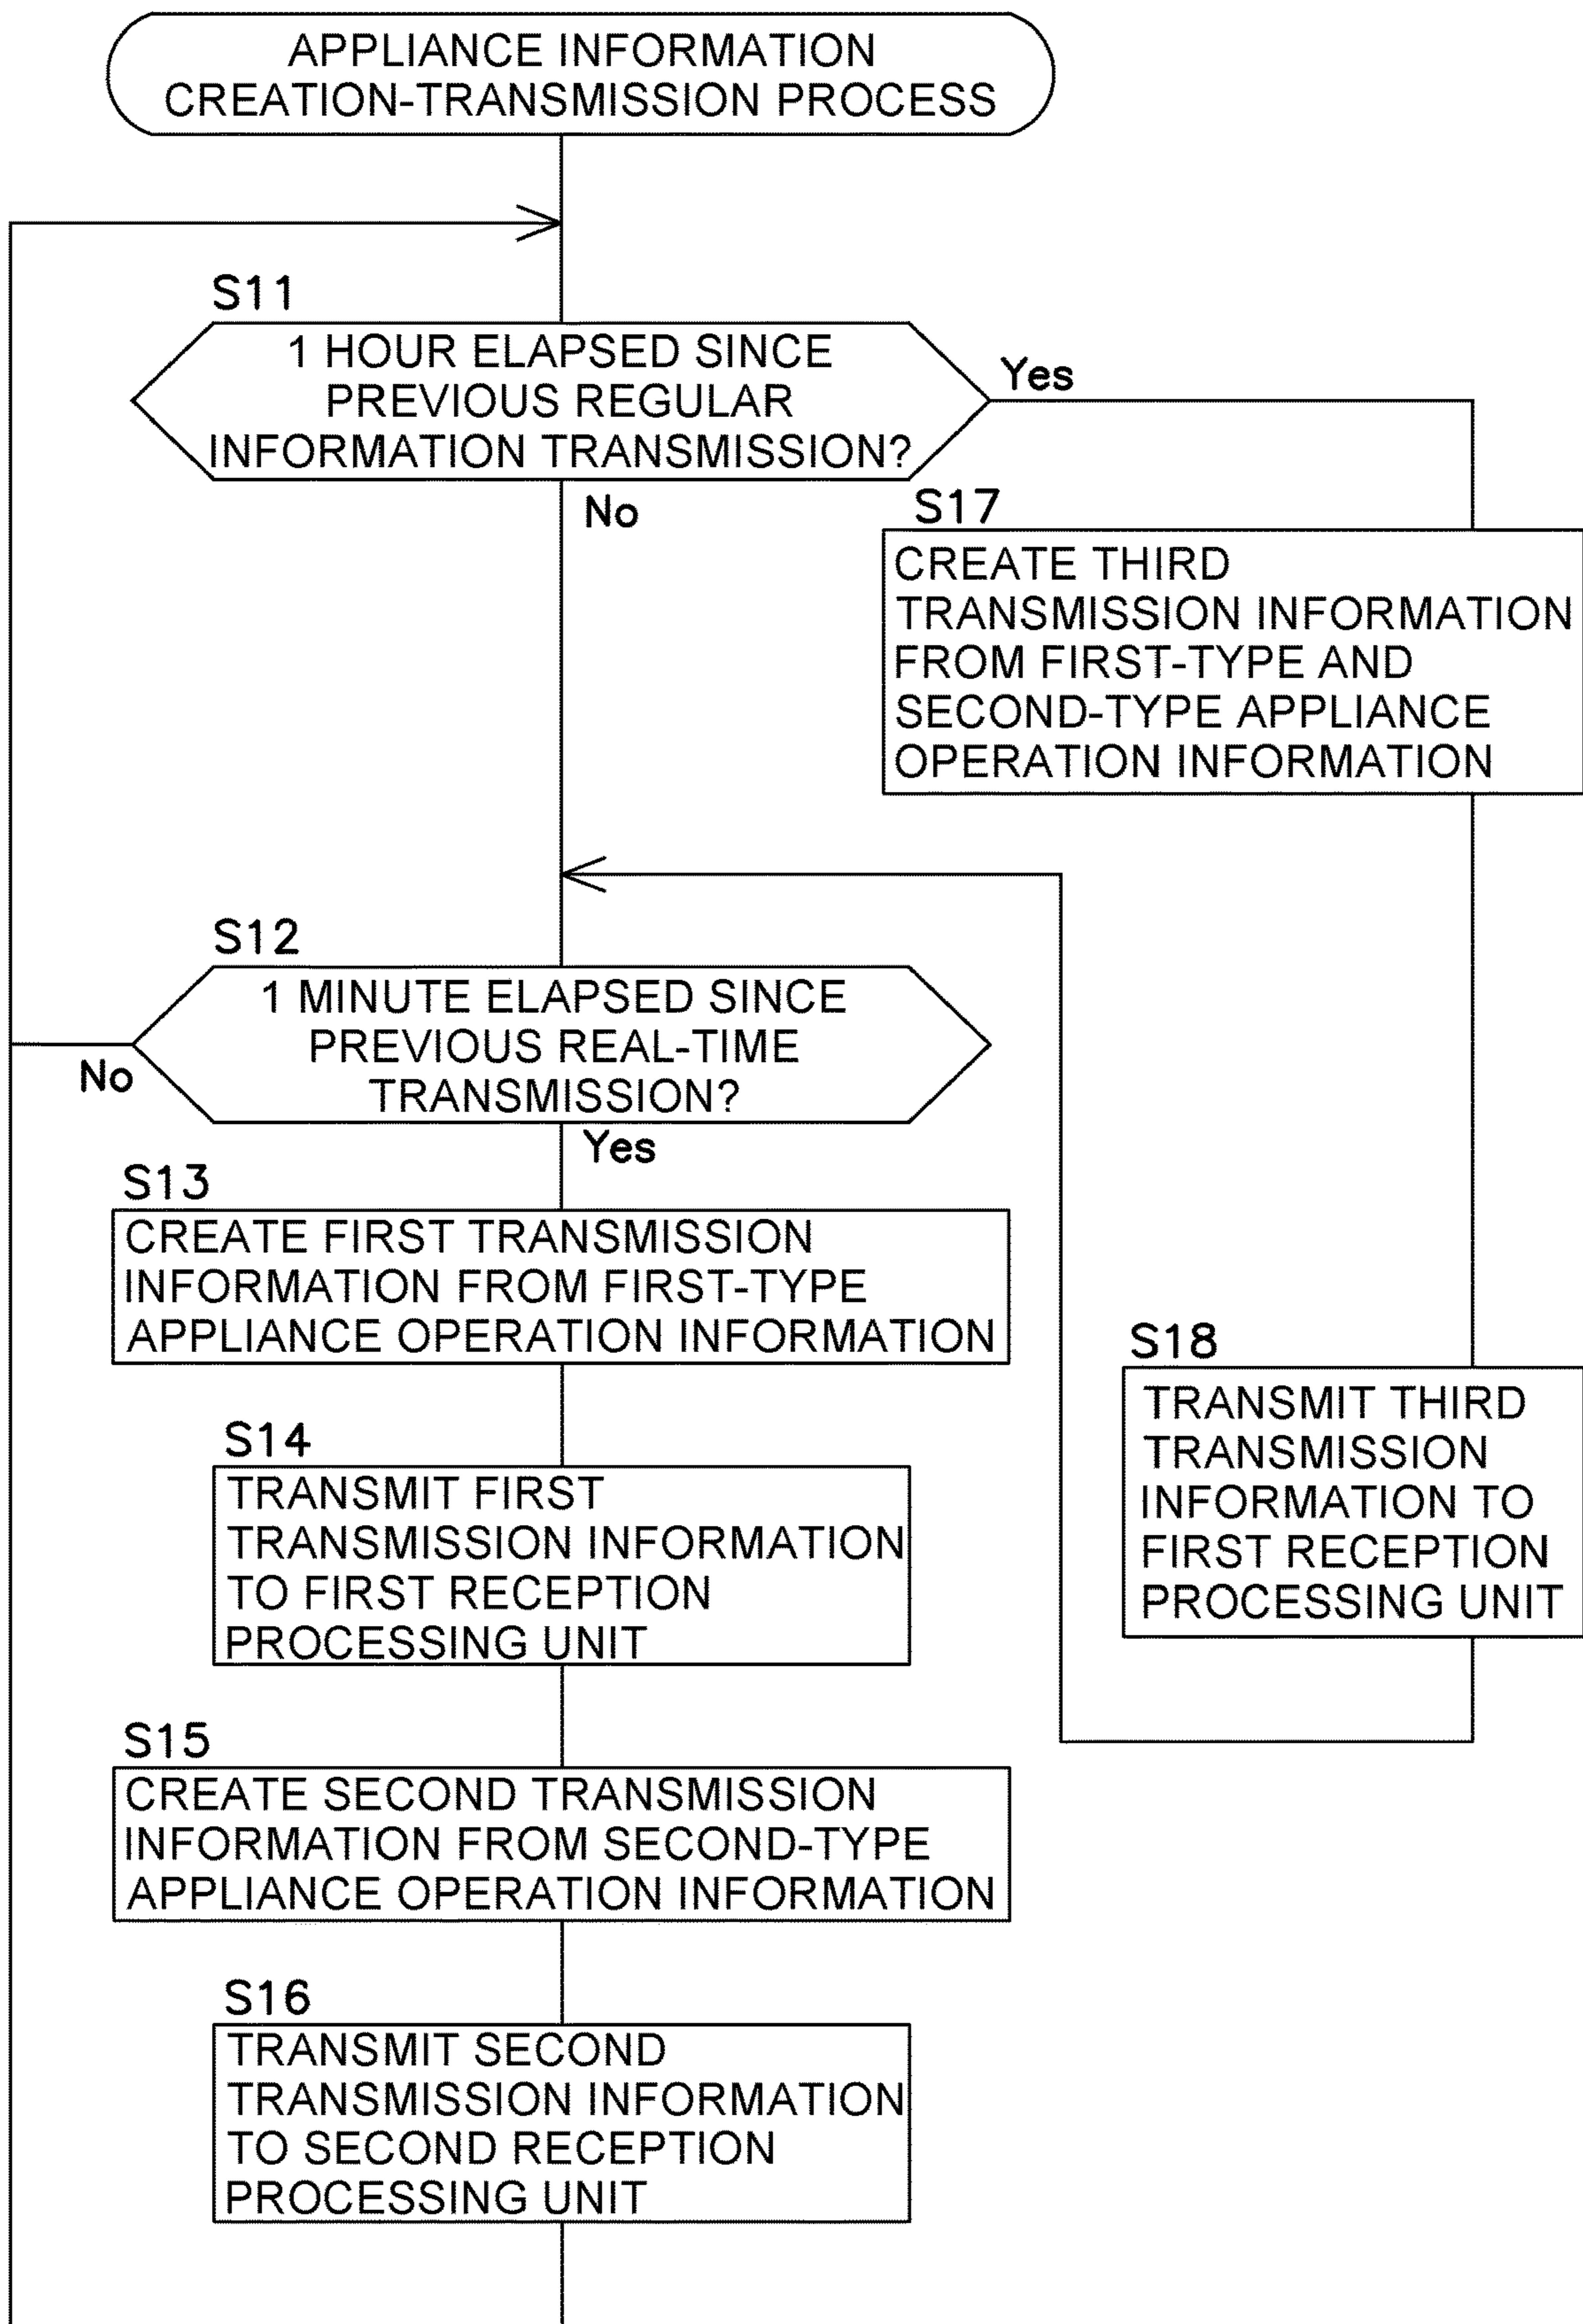 APPLIANCE INFORMATION
CREATION-TRANSMISSION PROCESS
S11
1 HOUR ELAPSED SINCE
PREVIOUS REGULAR
INFORMATION TRANSMISSION?
Yes
No
S17
CREATE THIRD
TRANSMISSION INFORMATION
FROM FIRST-TYPE AND
SECOND-TYPE APPLIANCE
OPERATION INFORMATION
S12
1 MINUTE ELAPSED SINCE
PREVIOUS REAL-TIME
TRANSMISSION?
No
Yes
S13
CREATE FIRST TRANSMISSION
INFORMATION FROM FIRST-TYPE
APPLIANCE OPERATION INFORMATION
S18
TRANSMIT THIRD
TRANSMISSION
INFORMATION TO
FIRST RECEPTION
PROCESSING UNIT
S14
TRANSMIT FIRST
TRANSMISSION INFORMATION
TO FIRST RECEPTION
PROCESSING UNIT
S15
CREATE SECOND TRANSMISSION
INFORMATION FROM SECOND-TYPE
APPLIANCE OPERATION INFORMATION
S16
TRANSMIT SECOND
TRANSMISSION INFORMATION
TO SECOND RECEPTION
PROCESSING UNIT